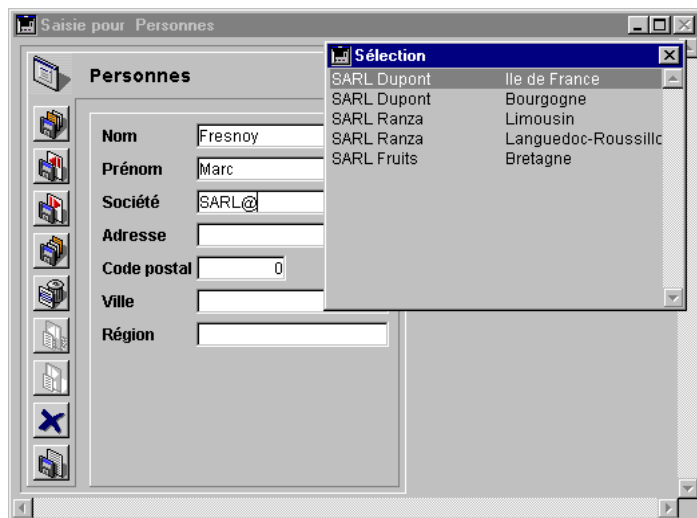 Saisie pour Personnes
Sélection
SARL Dupont Ile de France
SARL Dupont Bourgogne
SARL Ranza Limousin
SARL Ranza Languedoc-Roussillo
SARL Fruits Bretagne
Personnes
Nom Fresnoy
Prénom Marc
Société SARL@
Adresse
Code postal 0
Ville
Région